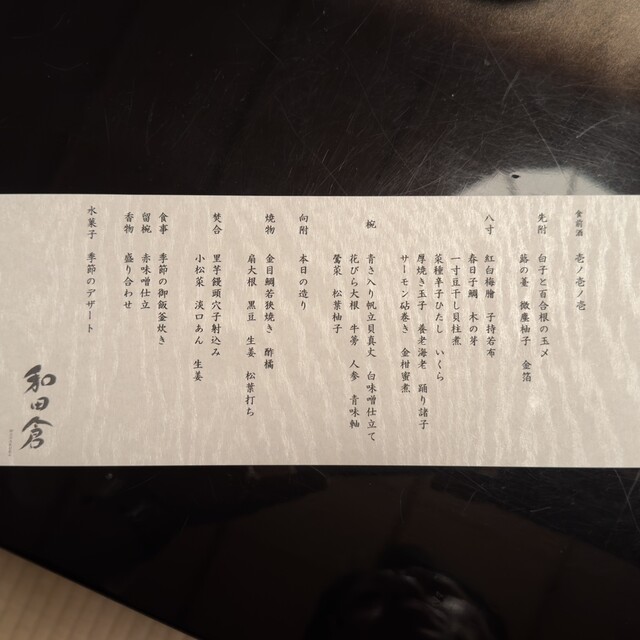 食前酒　壱ノ壱ノ壱
先附　白子と百合根の玉〆
蕗の薹　微塵柚子　金箔
八寸　紅白梅膾　子持若布
春日子鯛　木の芽
一寸豆干し貝柱煮
菜種辛子ひたし　いくら
厚焼き玉子　養老海老　踊り諸子
サーモン砧巻き　金柑蜜煮
椀　青さ入り帆立真丈　白味噌仕立て
花びら大根　牛蒡　人参　青味軸
鶯菜　松葉柚子
向附　本日の造り
焼物　金目鯛若狭焼き　酢橘
扇大根　黒豆　生姜　松葉打ち
焚合　里芋饅頭穴子射込み
小松菜　淡口あん　生姜
食事　季節の御飯釜炊き
留椀　赤味噌仕立
香物　盛り合わせ
水菓子　季節のデザート
和田倉